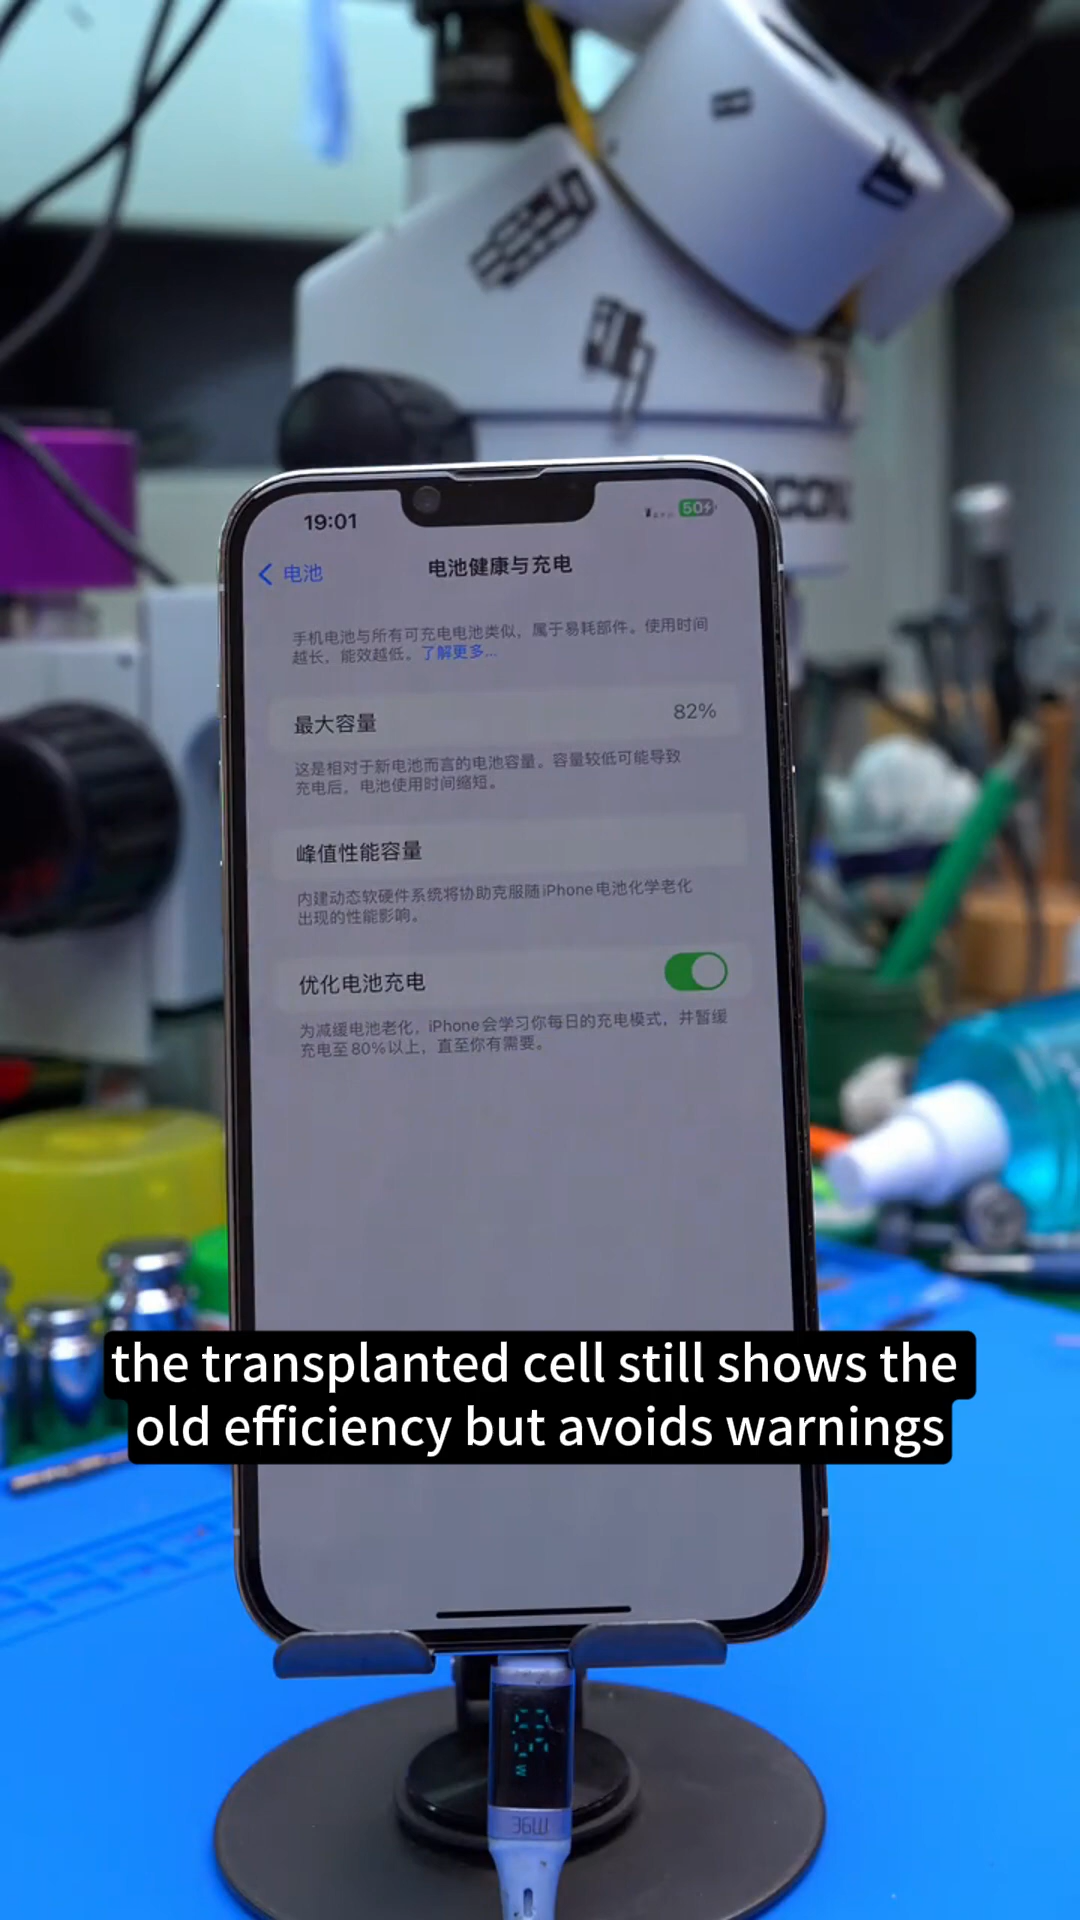 19:01
50
电池
电池健康与充电
手机电池与所有可充电电池类似，属于易耗部件。使用时间
越长，能效越低。了解更多...
最大容量
82%
这是相对于新电池而言的电池容量。容量较低可能导致
充电后，电池使用时间缩短。
峰值性能容量
内建动态软硬件系统将协助克服随iPhone电池化学老化
出现的性能影响。
优化电池充电
为减缓电池老化，iPhone会学习你每日的充电模式，并暂缓
充电至80%以上，直至你有需要。
the transplanted cell still shows the
old efficiency but avoids warnings
W
36W